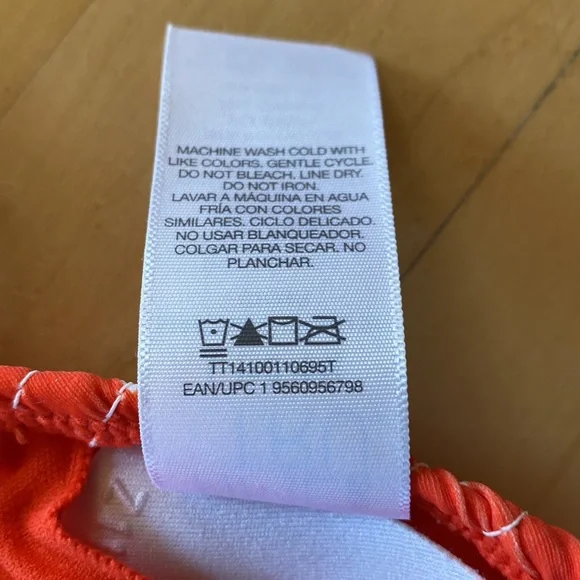 MACHINE WASH COLD WITH
LIKE COLORS. GENTLE CYCLE.
DO NOT BLEACH. LINE DRY.
DO NOT IRON.
LAVAR A MÁQUINA EN AGUA
FRÍA CON COLORES
SIMILARES. CICLO DELICADO.
NO USAR BLANQUEADOR.
COLGAR PARA SECAR. NO
PLANCHAR.
TT14100110695T
EAN/UPC 1 9560956798